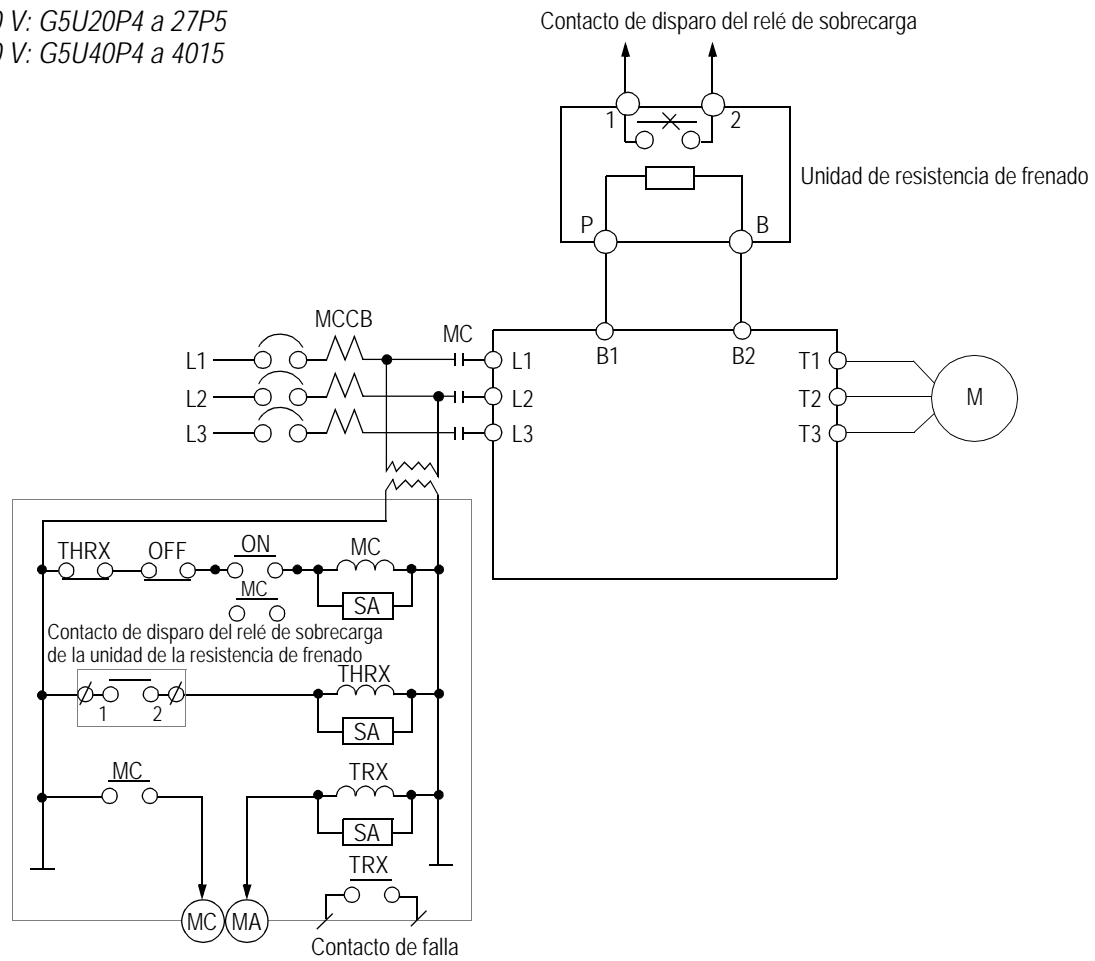 0 V: G5U20P4 a 27P5
0 V: G5U40P4 a 4015
Contacto de disparo del relé de sobrecarga
1
2
Unidad de resistencia de frenado
P
B
MCCB
MC
B1
B2
L1
L1
T1
L2
L2
T2
M
L3
L3
T3
THRX
OFF
ON
MC
MC
SA
Contacto de disparo del relé de sobrecarga
de la unidad de la resistencia de frenado
THRX
1
2
SA
MC
TRX
SA
TRX
MC
MA
Contacto de falla